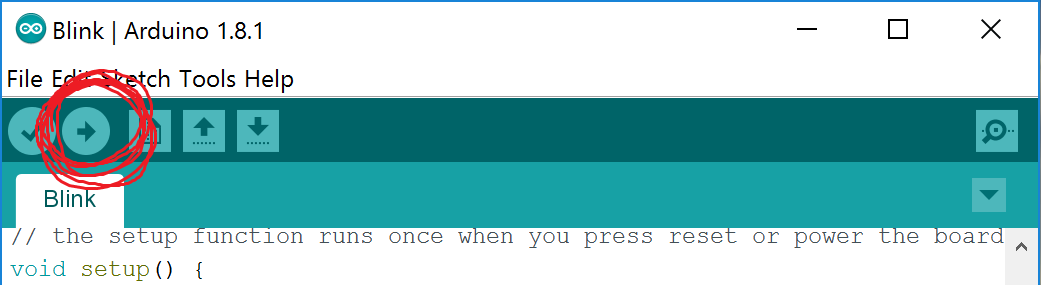 Blink | Arduino 1.8.1
File Edit Sketch Tools Help
Blink
// the setup function runs once when you press reset or power the board
void setup() {